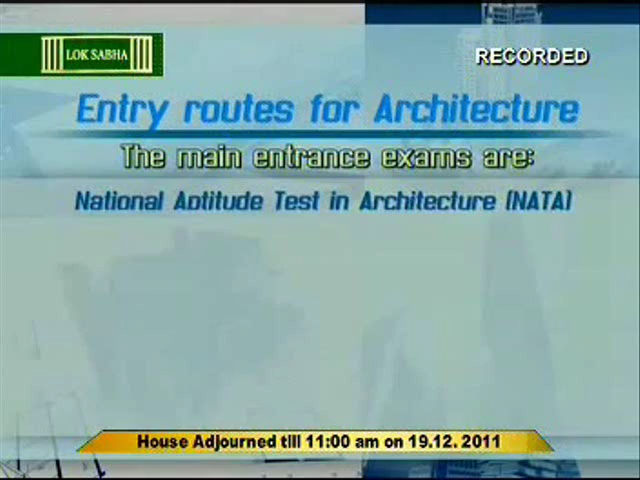 LOK SABHA
RECORDED
Entry routes for Architecture
The main entrance exams are:
National Aptitude Test in Architecture (NATA)
House Adjourned till 11:00 am on 19.12. 2011